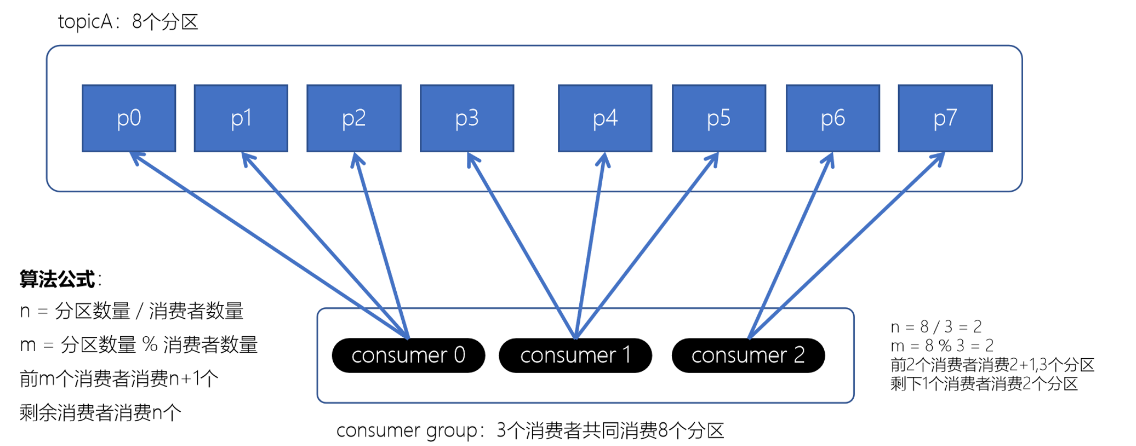 topicA：8个分区
p0
p1
p2
p3
p4
p5
p6
p7
算法公式：
n = 分区数量 / 消费者数量
m = 分区数量 % 消费者数量
前m个消费者消费n+1个
剩余消费者消费n个
consumer 0
consumer 1
consumer 2
n = 8 / 3 = 2
m = 8 % 3 = 2
前2个消费者消费2+1,3个分区
剩下1个消费者消费2个分区
consumer group：3个消费者共同消费8个分区